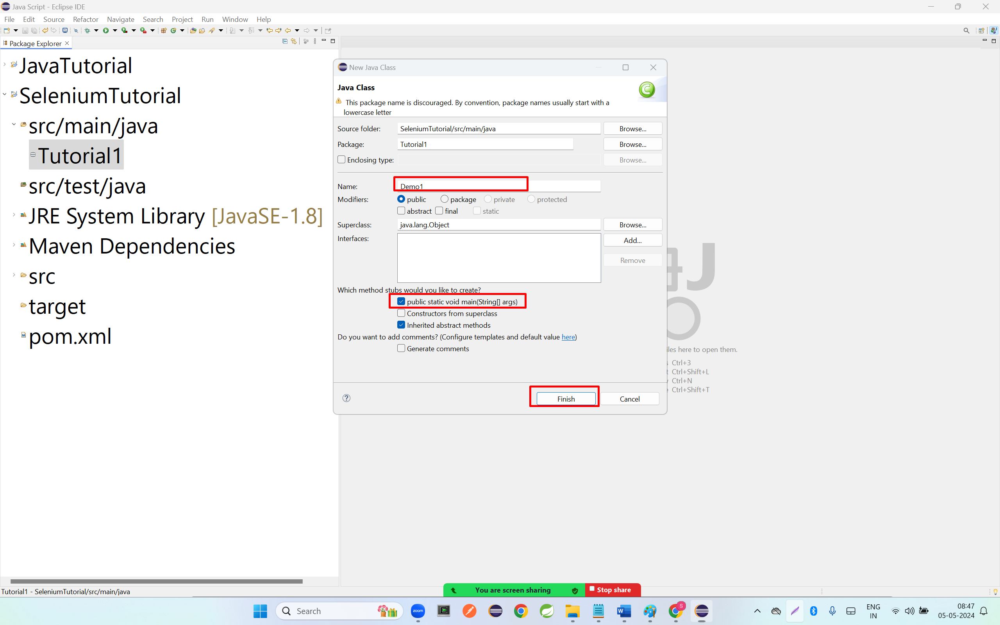 Java Script - Eclipse IDE
File Edit Source Refactor Navigate Search Project Run Window Help
Package Explorer
JavaTutorial
SeleniumTutorial
src/main/java
Tutorial1
src/test/java
JRE System Library [JavaSE-1.8]
Maven Dependencies
src
target
pom.xml
New Java Class
Java Class
This package name is discouraged. By convention, package names usually start with a
lowercase letter
Source folder: SeleniumTutorial/src/main/java Browse...
Package: Tutorial1 Browse...
Enclosing type: Browse...
Name: Demo1
Modifiers: public package private protected
abstract final static
Superclass: java.lang.Object Browse...
Interfaces: Add...
Remove
Which method stubs would you like to create?
public static void main(String[] args)
Constructors from superclass
Inherited abstract methods
Do you want to add comments? (Configure templates and default value here)
Generate comments
Finish Cancel
here to open them.
Ctrl+3
Ctrl+Shift+L
Ctrl+N
Ctrl+Shift+T
Tutorial1 - SeleniumTutorial/src/main/java
You are screen sharing Stop share
Search
zoom
S
ENG
IN
08:47
05-05-2024